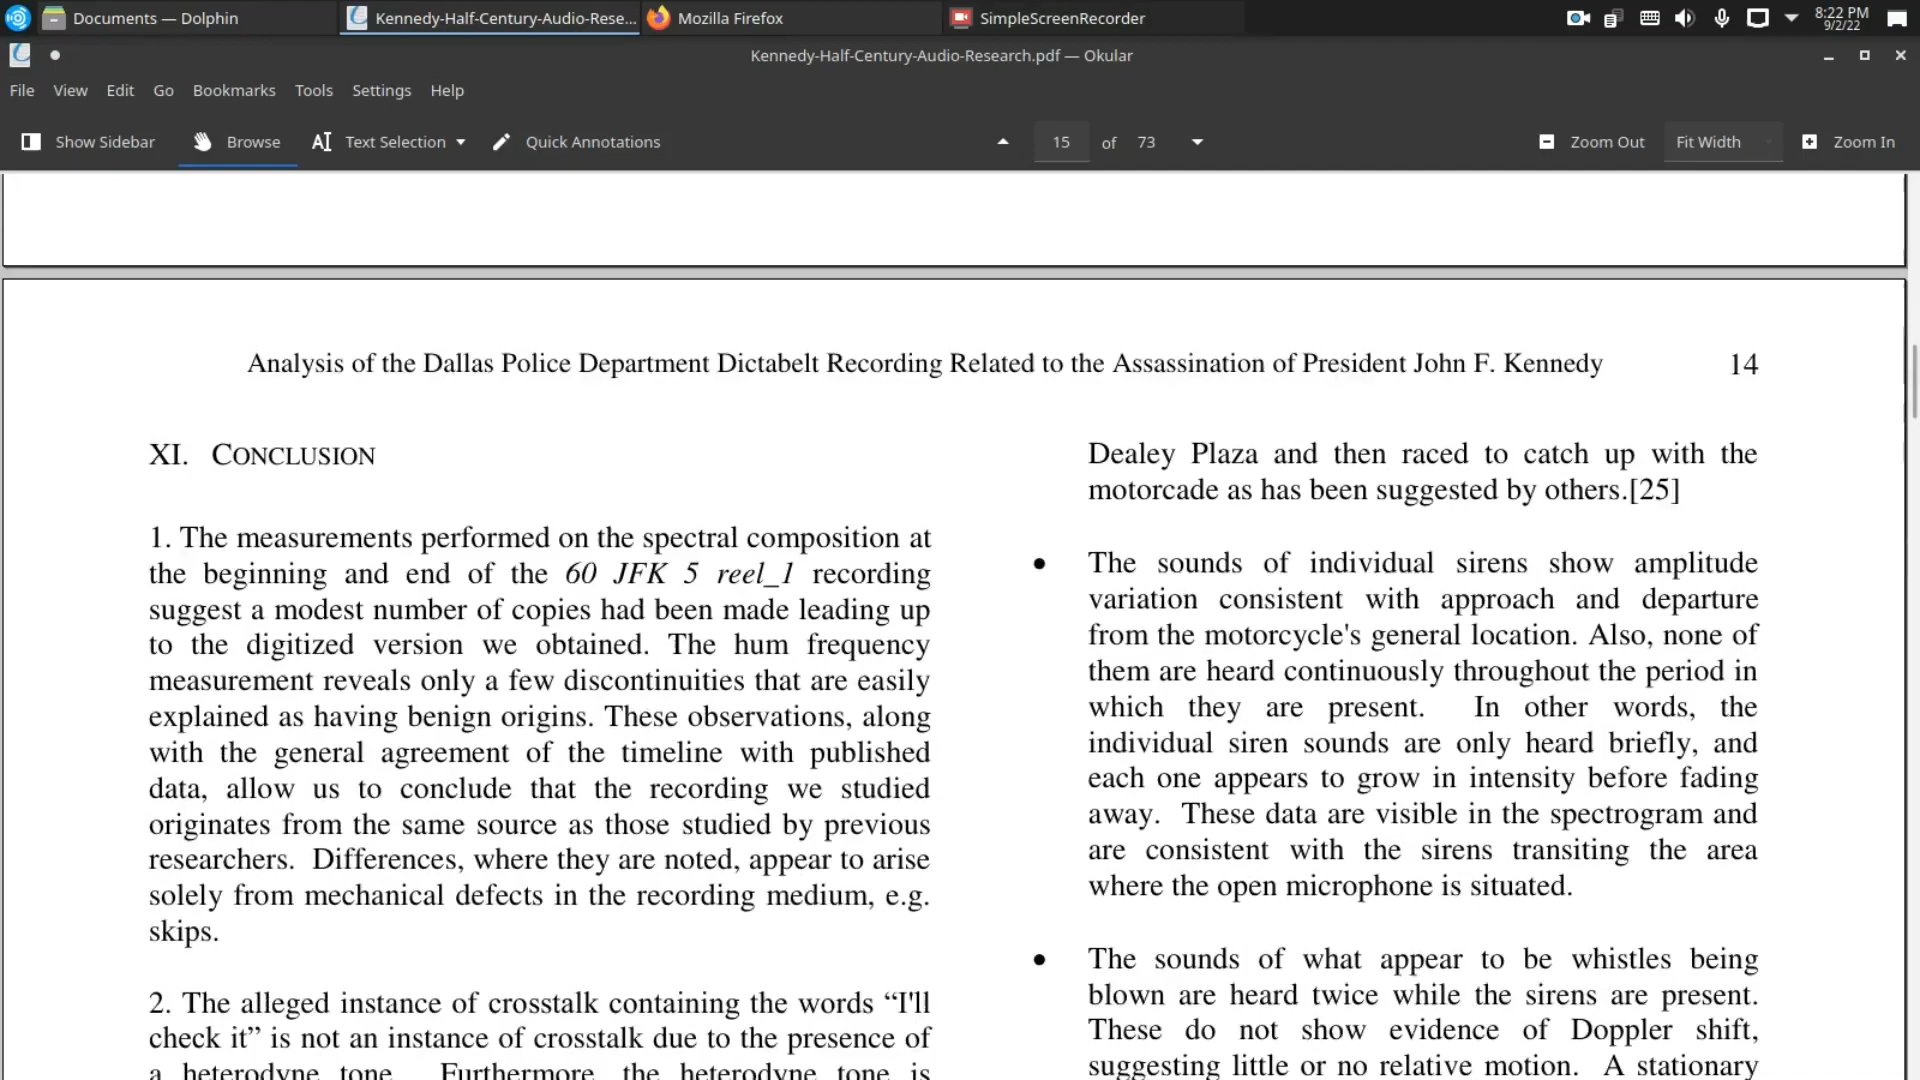 Documents — Dolphin
Kennedy-Half-Century-Audio-Rese...
Mozilla Firefox
SimpleScreenRecorder
8:22 PM
9/2/22
Kennedy-Half-Century-Audio-Research.pdf — Okular
File View Edit Go Bookmarks Tools Settings Help
Show Sidebar Browse Text Selection Quick Annotations 15 of 73 Zoom Out Fit Width Zoom In
Analysis of the Dallas Police Department Dictabelt Recording Related to the Assassination of President John F. Kennedy 14
XI. CONCLUSION
1. The measurements performed on the spectral composition at
the beginning and end of the 60 JFK 5 reel_1 recording
suggest a modest number of copies had been made leading up
to the digitized version we obtained. The hum frequency
measurement reveals only a few discontinuities that are easily
explained as having benign origins. These observations, along
with the general agreement of the timeline with published
data, allow us to conclude that the recording we studied
originates from the same source as those studied by previous
researchers. Differences, where they are noted, appear to arise
solely from mechanical defects in the recording medium, e.g.
skips.
2. The alleged instance of crosstalk containing the words “I'll
check it” is not an instance of crosstalk due to the presence of
a heterodyne tone. Furthermore, the heterodyne tone is
Dealey Plaza and then raced to catch up with the
motorcade as has been suggested by others.[25]
• The sounds of individual sirens show amplitude
variation consistent with approach and departure
from the motorcycle's general location. Also, none of
them are heard continuously throughout the period in
which they are present. In other words, the
individual siren sounds are only heard briefly, and
each one appears to grow in intensity before fading
away. These data are visible in the spectrogram and
are consistent with the sirens transiting the area
where the open microphone is situated.
• The sounds of what appear to be whistles being
blown are heard twice while the sirens are present.
These do not show evidence of Doppler shift,
suggesting little or no relative motion. A stationary